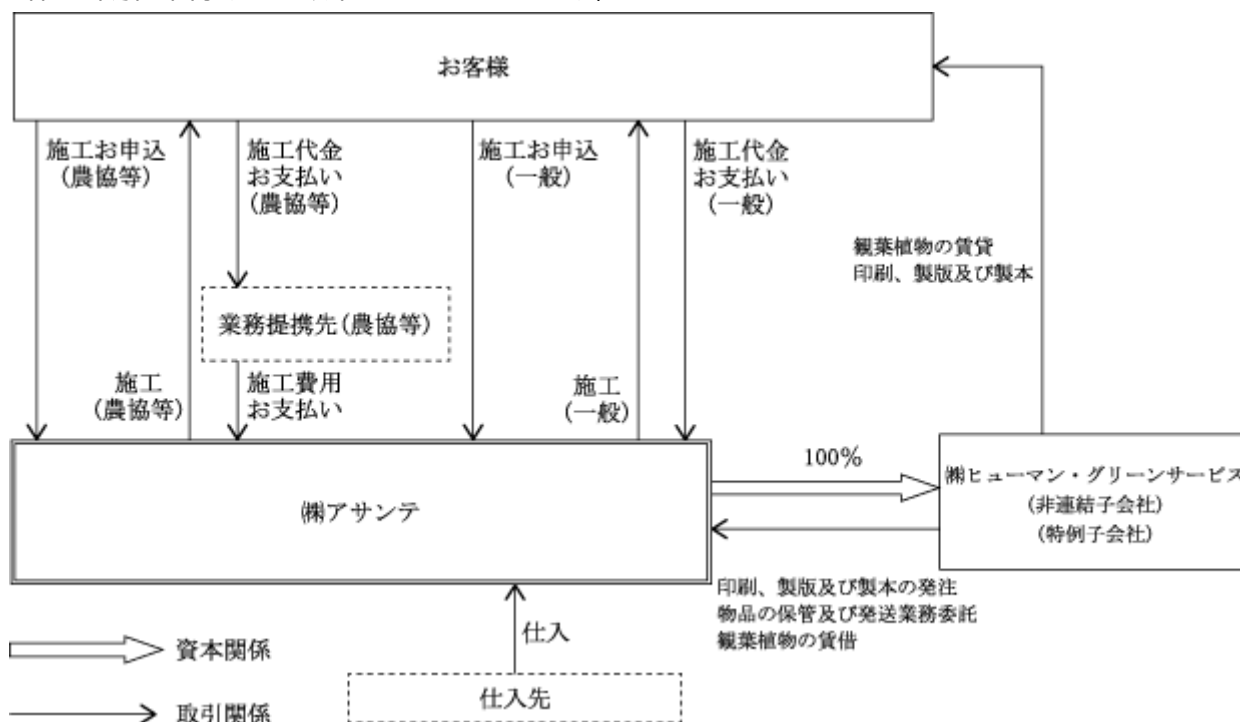 お客様
施工お申込
(農協等)
施工代金
お支払い
(農協等)
施工お申込
(一般)
施工代金
お支払い
(一般)
観葉植物の賃貸
印刷、製版及び製本
業務提携先(農協等)
施工
(農協等)
施工費用
お支払い
施工
(一般)
㈱アサンテ
100%
㈱ヒューマン・グリーンサービス
(非連結子会社)
(特例子会社)
印刷、製版及び製本の発注
物品の保管及び発送業務委託
観葉植物の賃借
仕入
仕入先
資本関係
取引関係